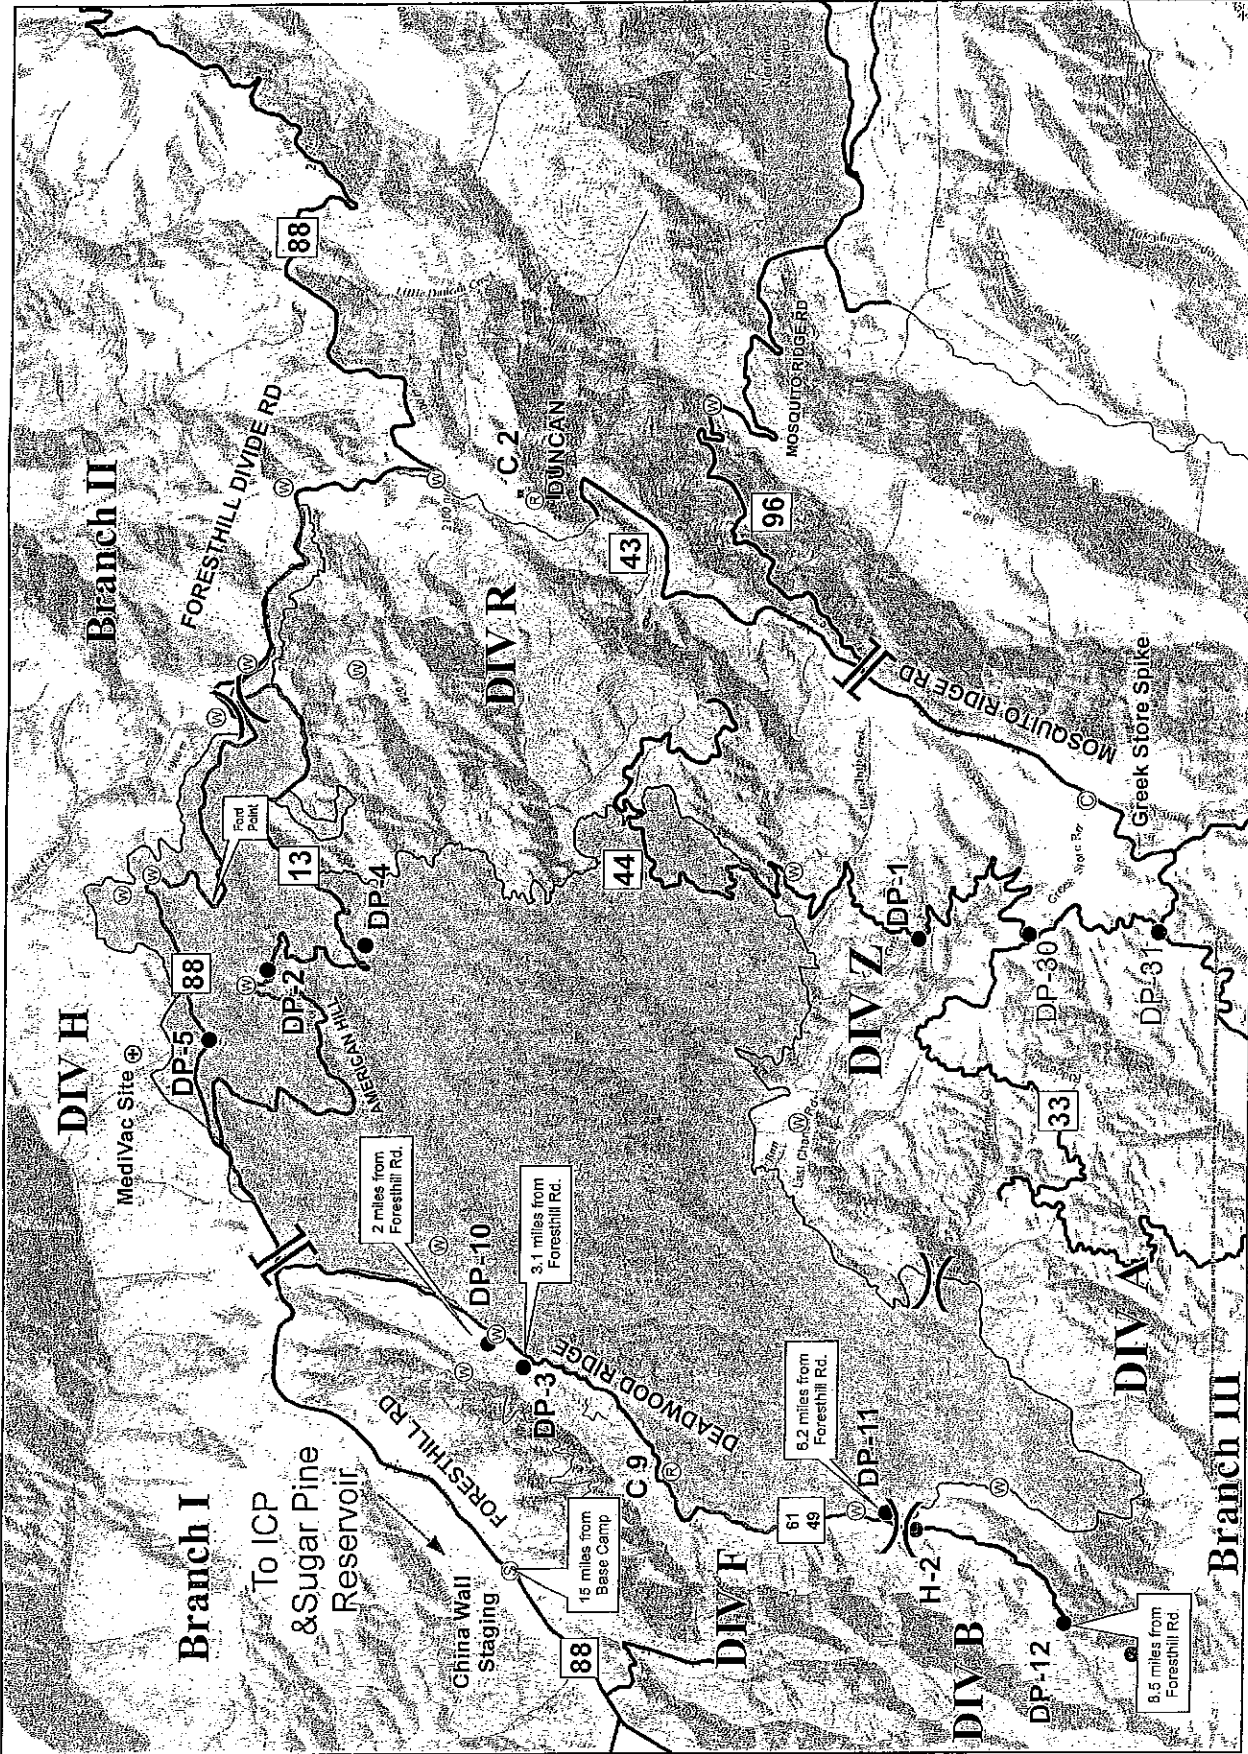 Branch I
To ICP
&Sugar Pine
Reservoir
China Wall
Staging
FORESTHILL RD
S
15 miles from
Base Camp
88
DIV F
DIV H
MediVac Site
DP-5
88
AMERICAN HILL
W
DP-2
DP-4
13
Ford
Point
W
W
W
W
W
Branch II
FORESTHILL DIVIDE RD
W
W
88
2 miles from
Foresthill Rd.
DP-10
W
W
W
3.1 miles from
Foresthill Rd.
DP-3
DEADWOOD RIDGE
C 9
R
61
49
W
6.2 miles from
Foresthill Rd.
DP-11
H-2
DIV B
DP-12
8.5 miles from
Foresthill Rd.
W
DIV R
C 2
R
DUNCAN
43
44
96
W
MOSQUITO RIDGE RD
MOSQUITO RIDGE RD
W
DIV Z
DP-1
W
DP-30
DP-31
C
Greek Store Spike
33
DIV A
Branch III